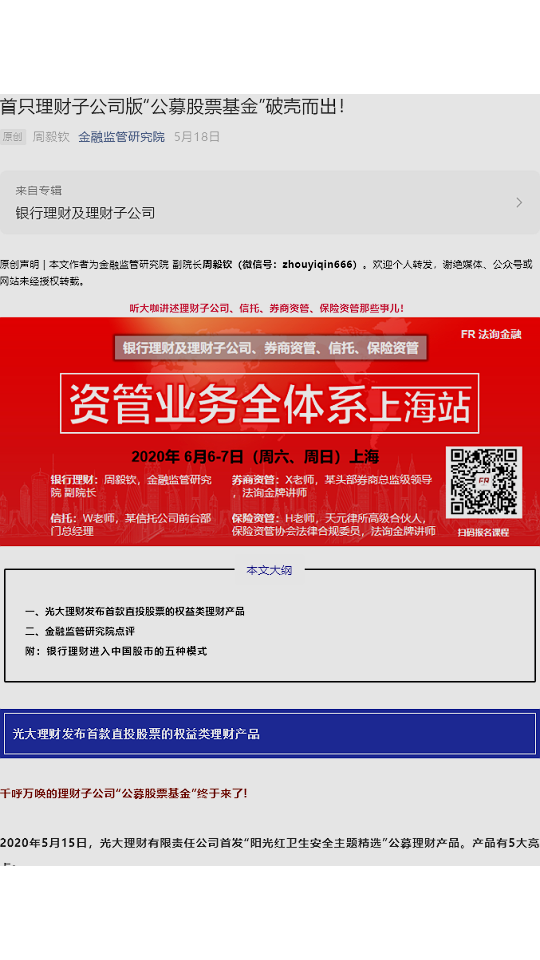 首只理财子公司版“公募股票基金”破壳而出！
原创 周毅钦 金融监管研究院 5月18日
来自专辑
银行理财及理财子公司
原创声明 | 本文作者为金融监管研究院 副院长周毅钦（微信号：zhouyiqin666）。欢迎个人转发，谢绝媒体、公众号或
网站未经授权转载。
听大咖讲述理财子公司、信托、券商资管、保险资管那些事儿！
FR 法询金融
银行理财及理财子公司、券商资管、信托、保险资管
资管业务全体系上海站
2020年 6月6-7日（周六、周日）上海
银行理财：周毅钦，金融监管研究
院 副院长
券商资管：X老师，某头部券商总监级领导
，法询金牌讲师
信托：W老师，某信托公司前台部
门总经理
保险资管：H老师，天元律所高级合伙人，
保险资管协会法律合规委员，法询金牌讲师
FR
扫码报名课程
本文大纲
一、光大理财发布首款直投股票的权益类理财产品
二、金融监管研究院点评
附：银行理财进入中国股市的五种模式
光大理财发布首款直投股票的权益类理财产品
千呼万唤的理财子公司“公募股票基金”终于来了！
2020年5月15日，光大理财有限责任公司首发“阳光红卫生安全主题精选”公募理财产品。产品有5大亮